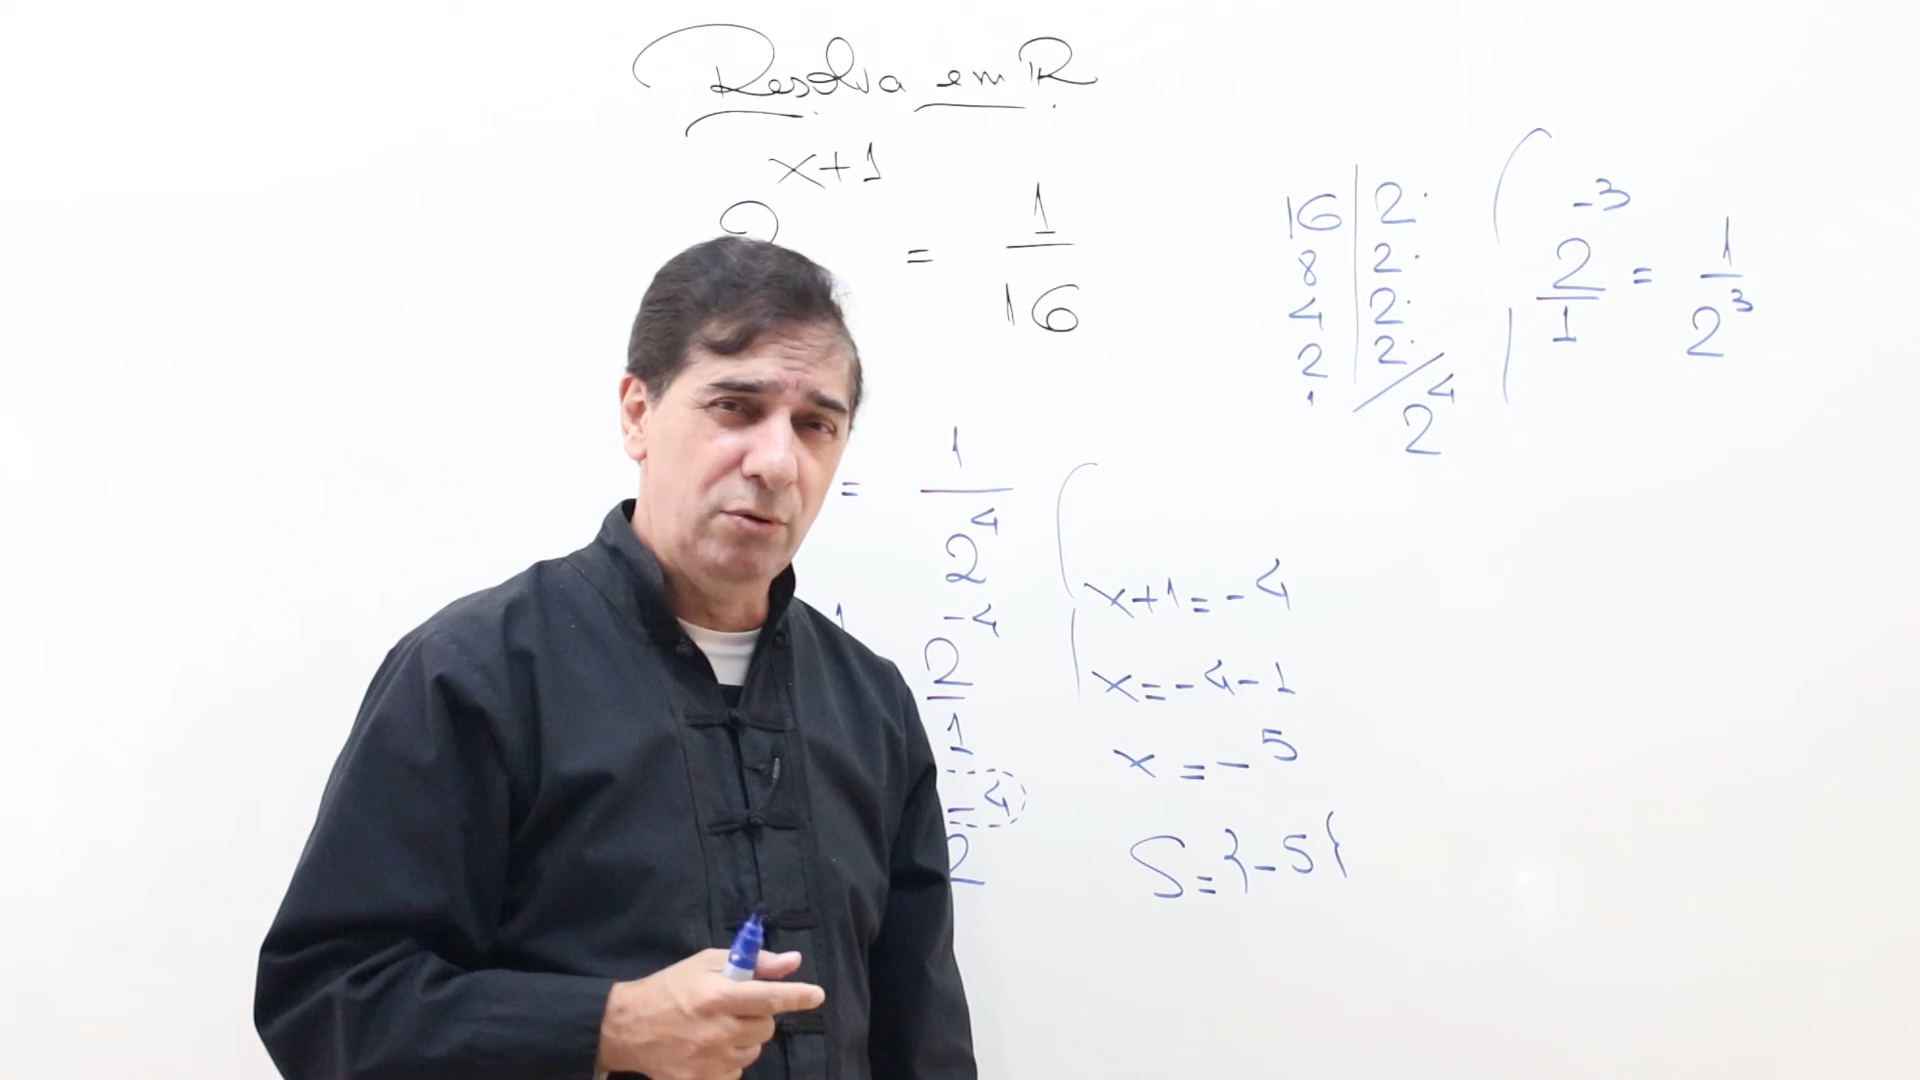 Resolva em ℝ
x+1
2 = 1/16
16 | 2
8 | 2
4 | 2
2 | 2
1 | 2^4
2^-3/1 = 1/2^3
= 1/2^4
2^-4/1
2^-4
x+1=-4
x=-4-1
x=-5
S={-5}